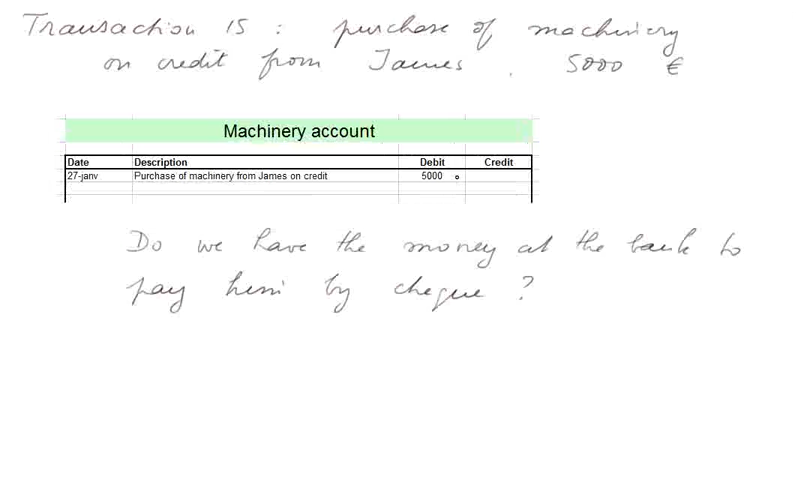 Transaction 15 : purchase of machinery
on credit from James . 5000 €
Machinery account
Date Description Debit Credit
27-janv Purchase of machinery from James on credit 5000
Do we have the money at the bank to
pay him by cheque ?